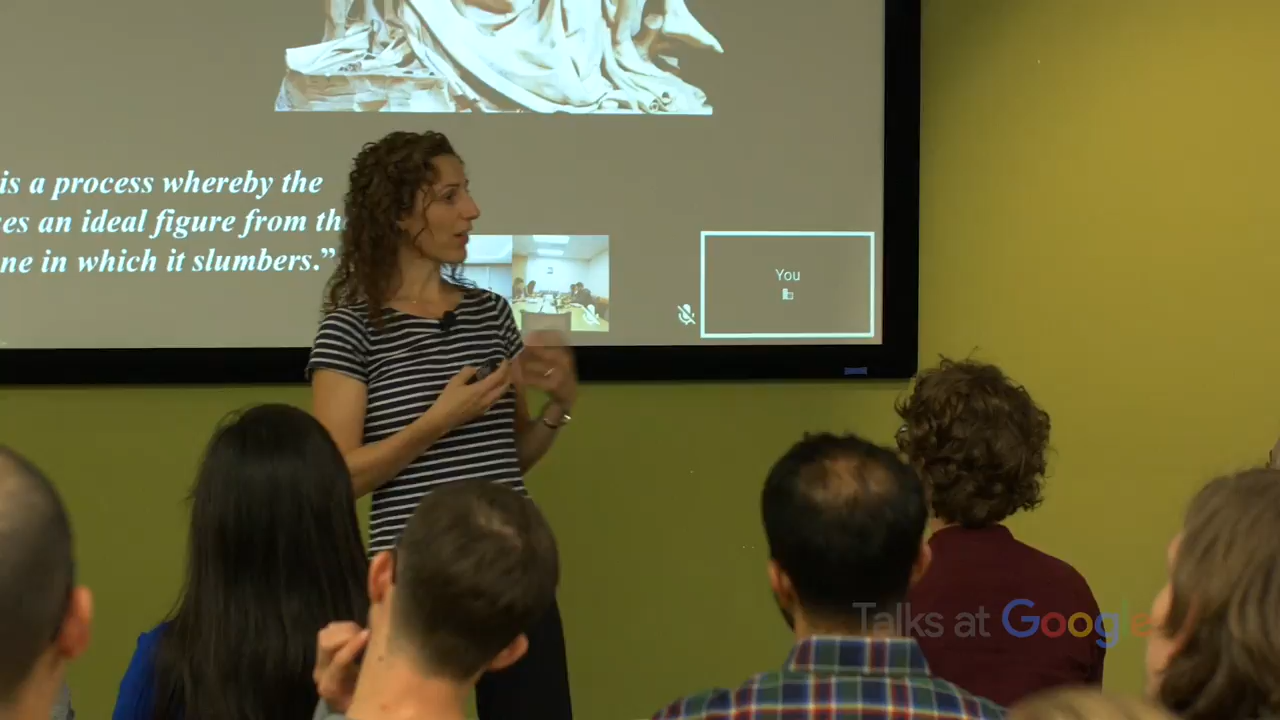 is a process whereby the
es an ideal figure from th
ne in which it slumbers.”
You
Talks at Google